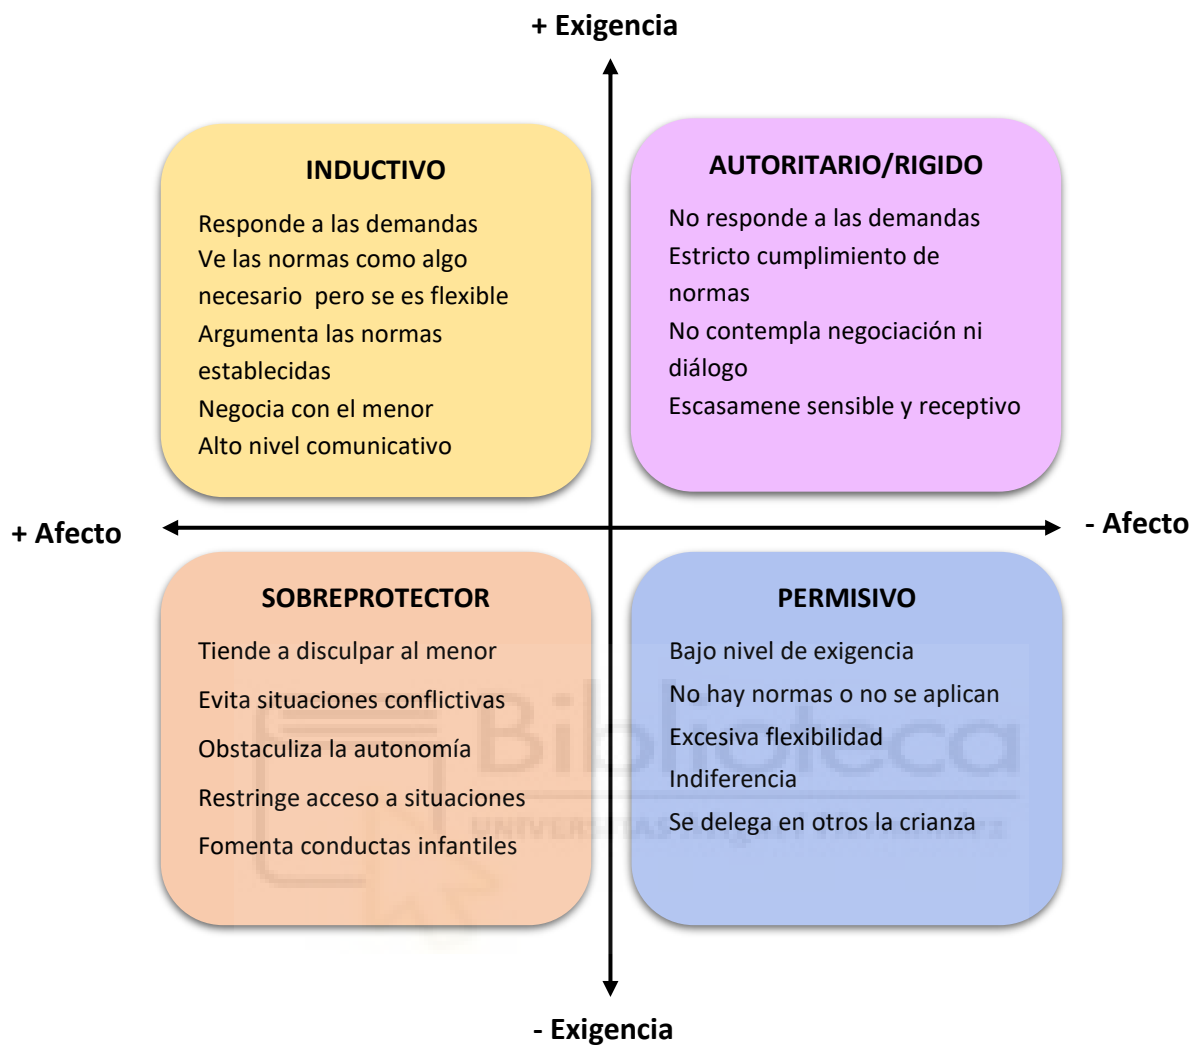 + Exigencia
INDUCTIVO
Responde a las demandas
Ve las normas como algo
necesario pero se es flexible
Argumenta las normas
establecidas
Negocia con el menor
Alto nivel comunicativo
AUTORITARIO/RIGIDO
No responde a las demandas
Estricto cumplimiento de
normas
No contempla negociación ni
diálogo
Escasamene sensible y receptivo
+ Afecto
- Afecto
SOBREPROTECTOR
Tiende a disculpar al menor
Evita situaciones conflictivas
Obstaculiza la autonomía
Restringe acceso a situaciones
Fomenta conductas infantiles
PERMISIVO
Bajo nivel de exigencia
No hay normas o no se aplican
Excesiva flexibilidad
Indiferencia
Se delega en otros la crianza
Biblioteca
UNIVERSITAS Miguel Hernández
- Exigencia